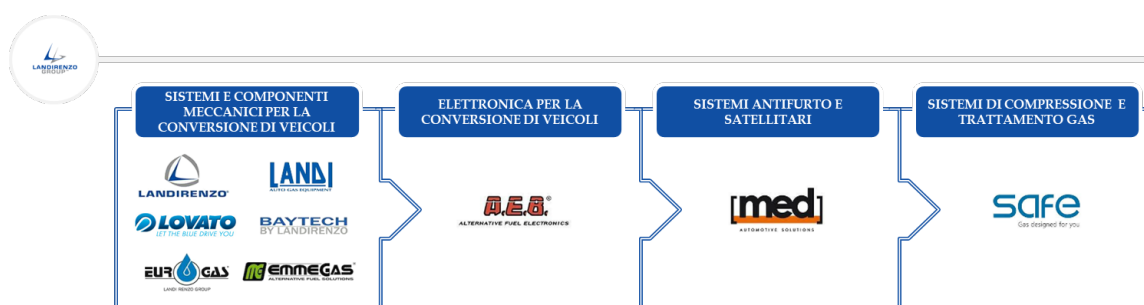 LANDIRENZO
GROUP
SISTEMI E COMPONENTI
MECCANICI PER LA
CONVERSIONE DI VEICOLI
ELETTRONICA PER LA
CONVERSIONE DI VEICOLI
SISTEMI ANTIFURTO E
SATELLITARI
SISTEMI DI COMPRESSIONE E
TRATTAMENTO GAS
LANDIRENZO®
LANDI
AUTO GAS EQUIPMENT
LOVATO
LET THE BLUE DRIVE YOU
BAYTECH
BY LANDIRENZO
EUROGAS
LANDI RENZO GROUP
MG EMMEGAS®
ALTERNATIVE FUEL SOLUTIONS
A.E.B.®
ALTERNATIVE FUEL ELECTRONICS
[med]
AUTOMOTIVE SOLUTIONS
safe
Gas designed for you